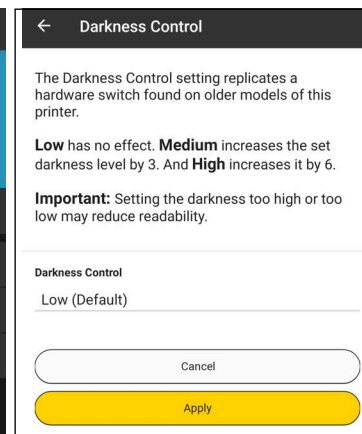 Darkness Control
The Darkness Control setting replicates a
hardware switch found on older models of this
printer.
Low has no effect. Medium increases the set
darkness level by 3. And High increases it by 6.
Important: Setting the darkness too high or too
low may reduce readability.
Darkness Control
Low (Default)
Cancel
Apply